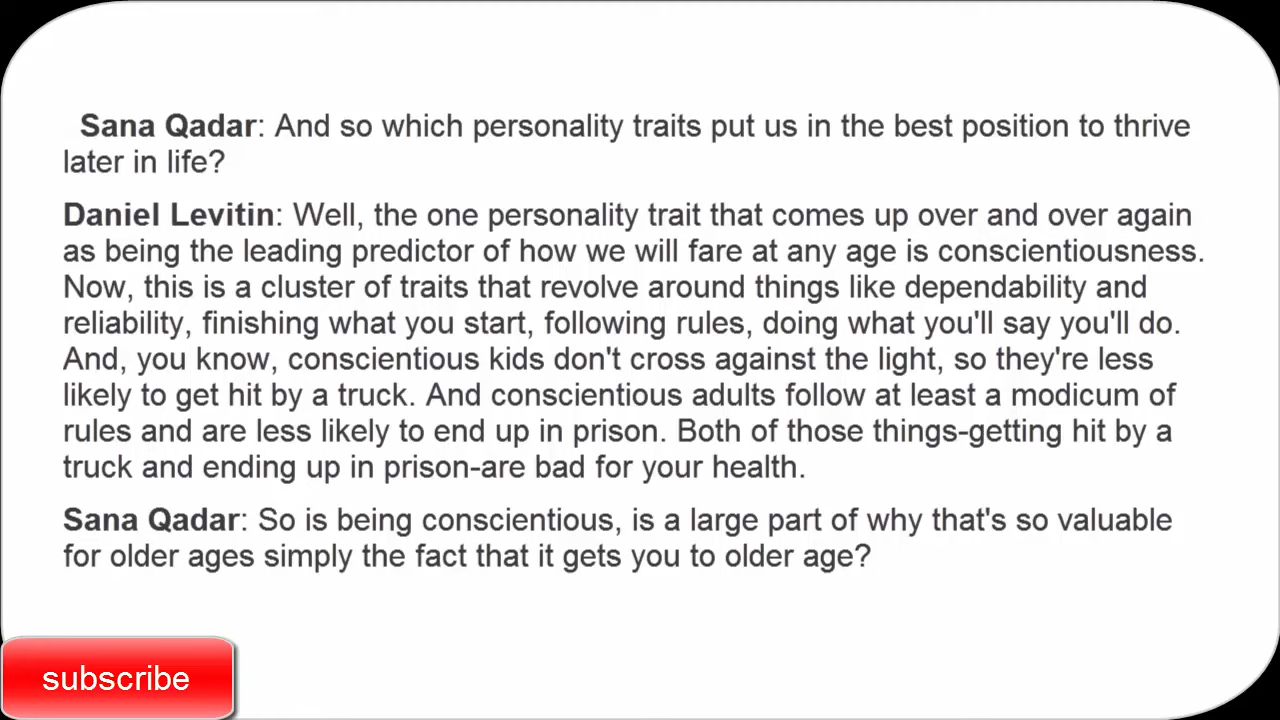 Sana Qadar: And so which personality traits put us in the best position to thrive
later in life?
Daniel Levitin: Well, the one personality trait that comes up over and over again
as being the leading predictor of how we will fare at any age is conscientiousness.
Now, this is a cluster of traits that revolve around things like dependability and
reliability, finishing what you start, following rules, doing what you'll say you'll do.
And, you know, conscientious kids don't cross against the light, so they're less
likely to get hit by a truck. And conscientious adults follow at least a modicum of
rules and are less likely to end up in prison. Both of those things-getting hit by a
truck and ending up in prison-are bad for your health.
Sana Qadar: So is being conscientious, is a large part of why that's so valuable
for older ages simply the fact that it gets you to older age?
subscribe